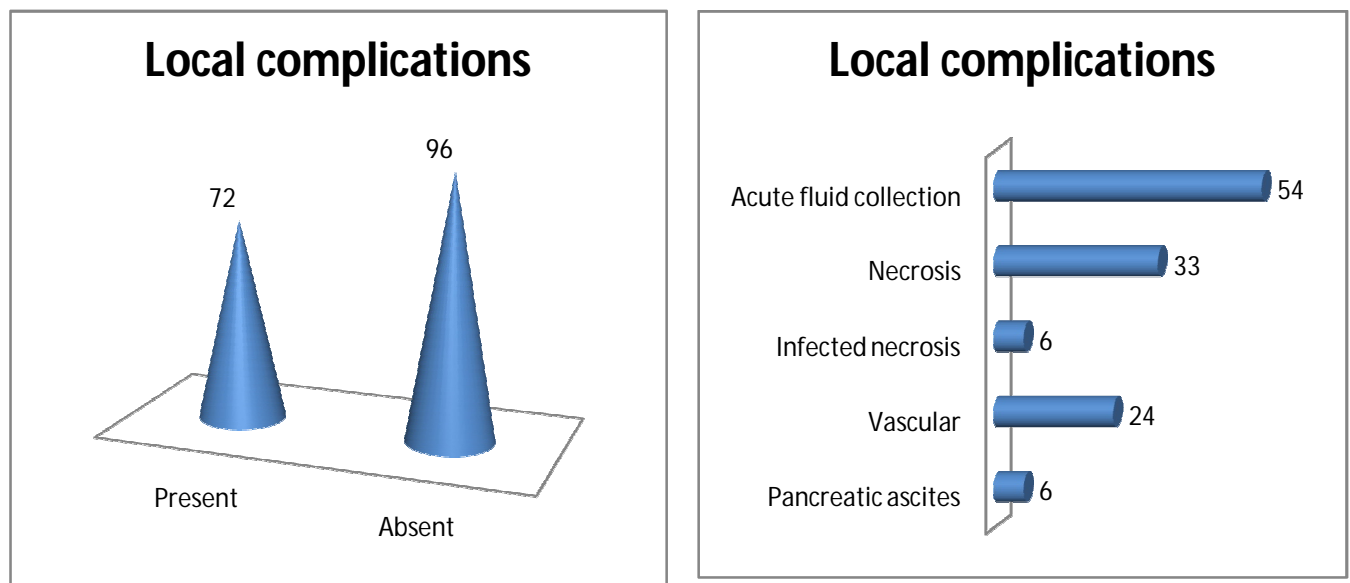 Local complications
96
72
Present
Absent
Local complications
Acute fluid collection 54
Necrosis 33
Infected necrosis 6
Vascular 24
Pancreatic ascites 6